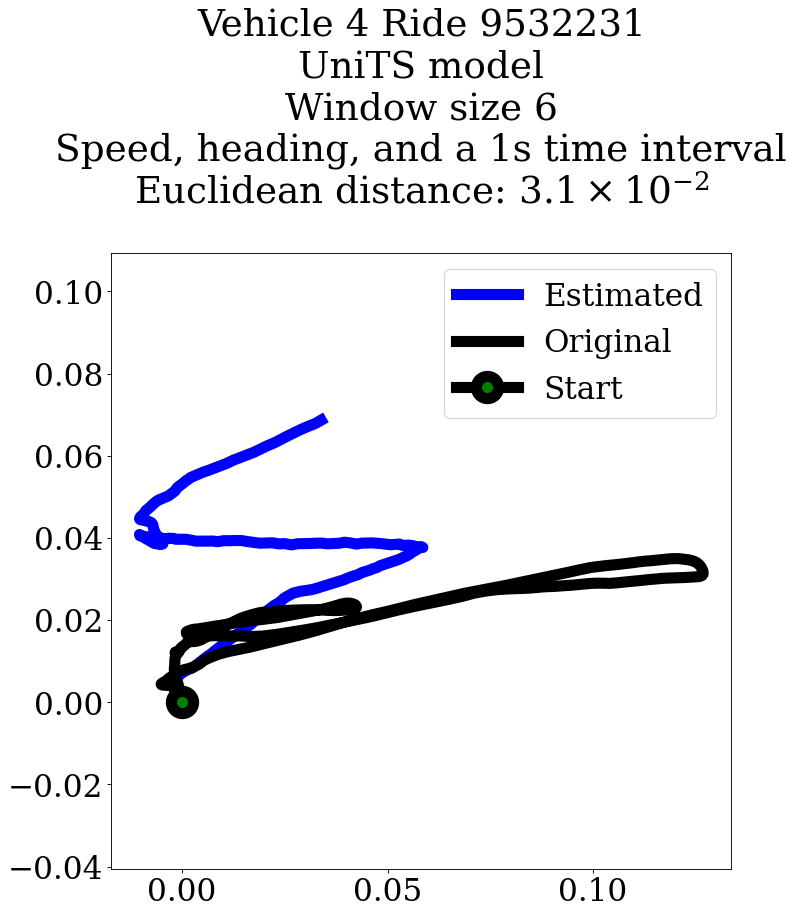 Vehicle 4 Ride 9532231
UniTS model
Window size 6
Speed, heading, and a 1s time interval
Euclidean distance: 3.1 × 10⁻²
Estimated
Original
Start
0.10
0.08
0.06
0.04
0.02
0.00
−0.02
−0.04
0.00 0.05 0.10